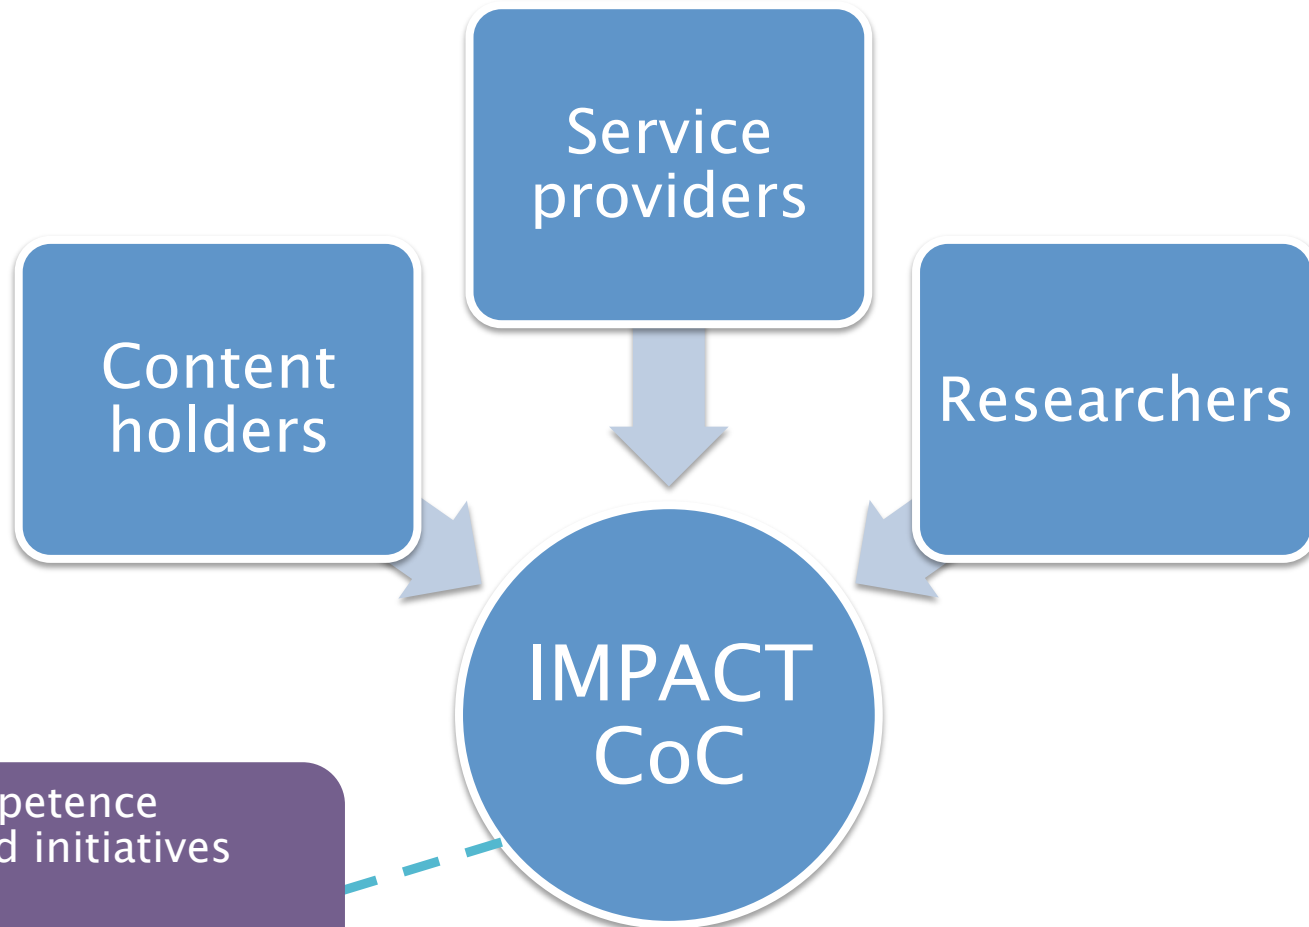 Service
providers
Content
holders
Researchers
IMPACT
CoC
petence
d initiatives